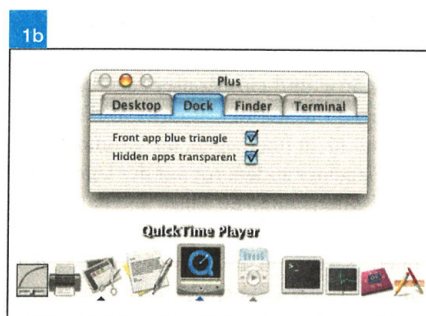 1b
Plus
Desktop Dock Finder Terminal
Front app blue triangle
Hidden apps transparent
QuickTime Player